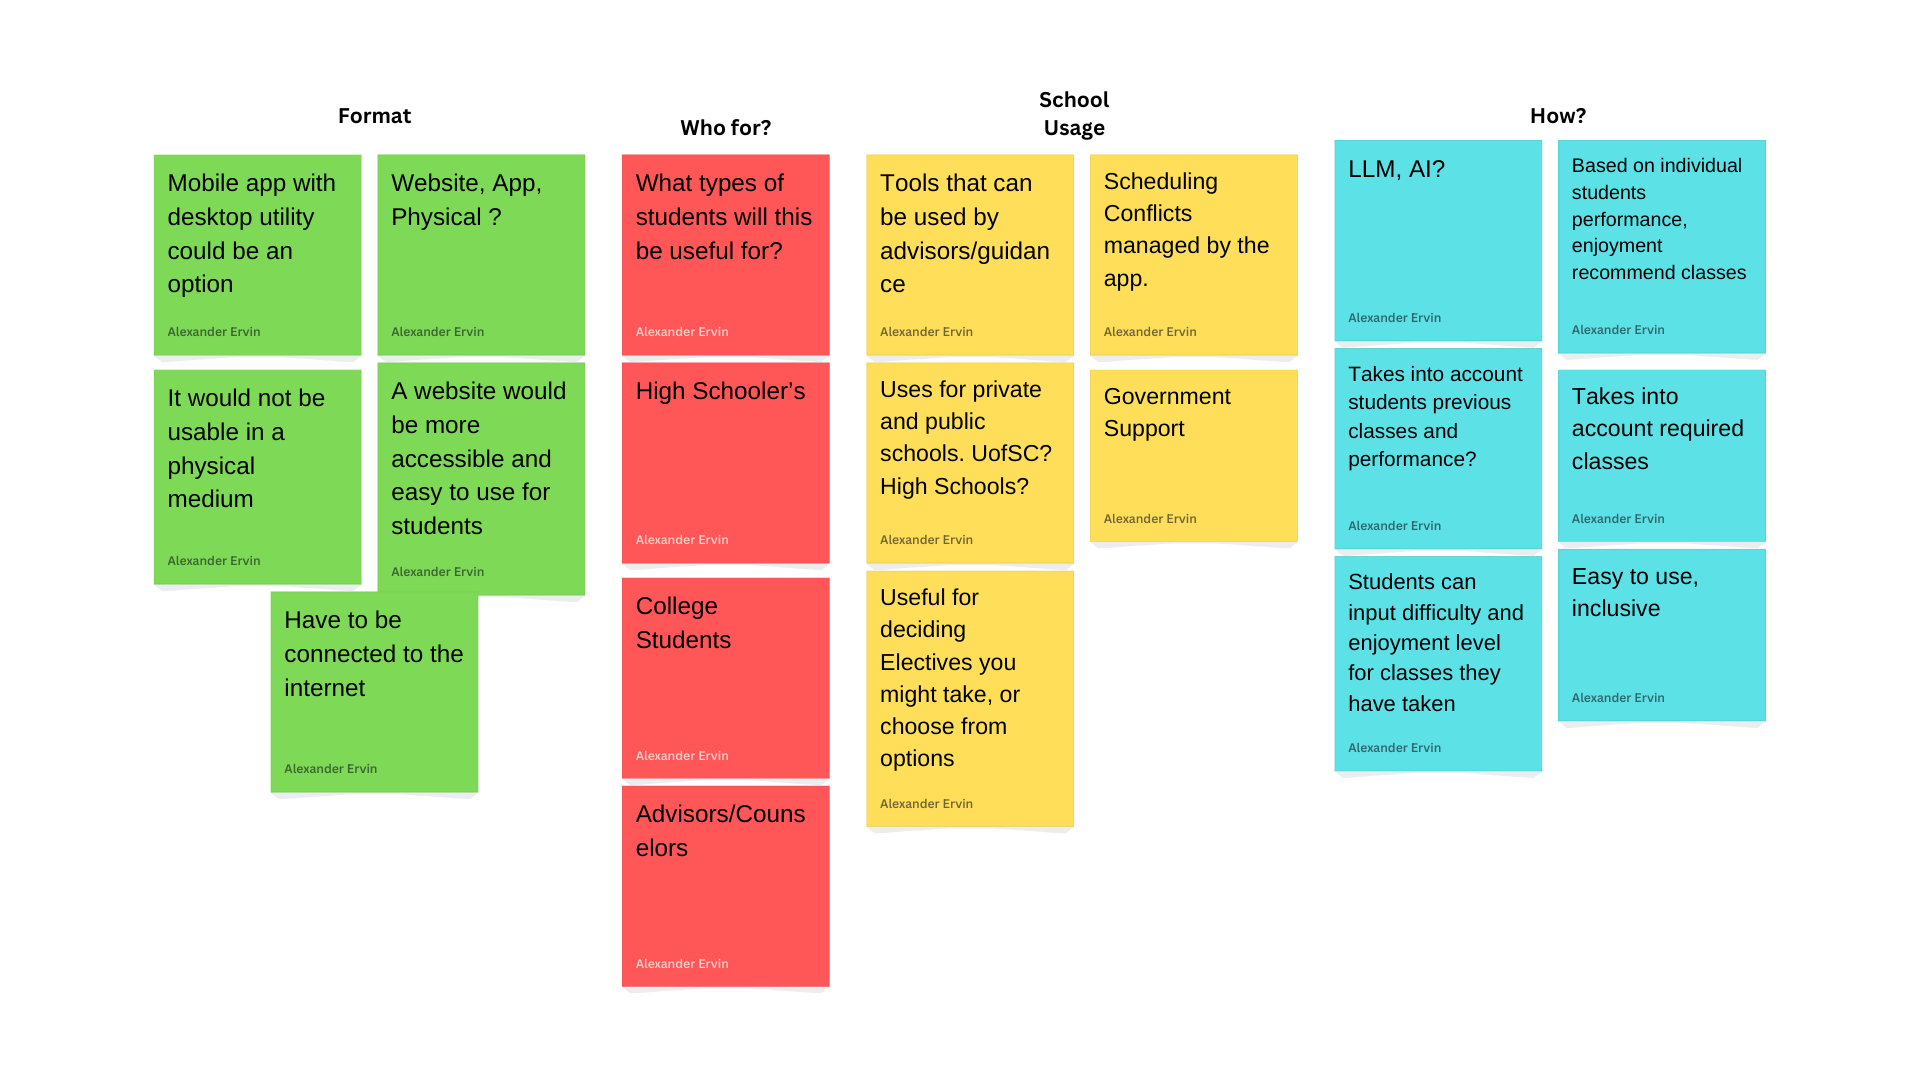 Format
Mobile app with
desktop utility
could be an
option
Alexander Ervin
Website, App,
Physical ?
Alexander Ervin
It would not be
usable in a
physical
medium
Alexander Ervin
A website would
be more
accessible and
easy to use for
students
Alexander Ervin
Have to be
connected to the
internet
Alexander Ervin
Who for?
What types of
students will this
be useful for?
Alexander Ervin
High Schooler’s
Alexander Ervin
College
Students
Alexander Ervin
Advisors/Couns
elors
Alexander Ervin
School
Usage
Tools that can
be used by
advisors/guidan
ce
Alexander Ervin
Scheduling
Conflicts
managed by the
app.
Alexander Ervin
Uses for private
and public
schools. UofSC?
High Schools?
Alexander Ervin
Government
Support
Alexander Ervin
Useful for
deciding
Electives you
might take, or
choose from
options
Alexander Ervin
How?
LLM, AI?
Alexander Ervin
Based on individual
students
performance,
enjoyment
recommend classes
Alexander Ervin
Takes into account
students previous
classes and
performance?
Alexander Ervin
Takes into
account required
classes
Alexander Ervin
Students can
input difficulty and
enjoyment level
for classes they
have taken
Alexander Ervin
Easy to use,
inclusive
Alexander Ervin